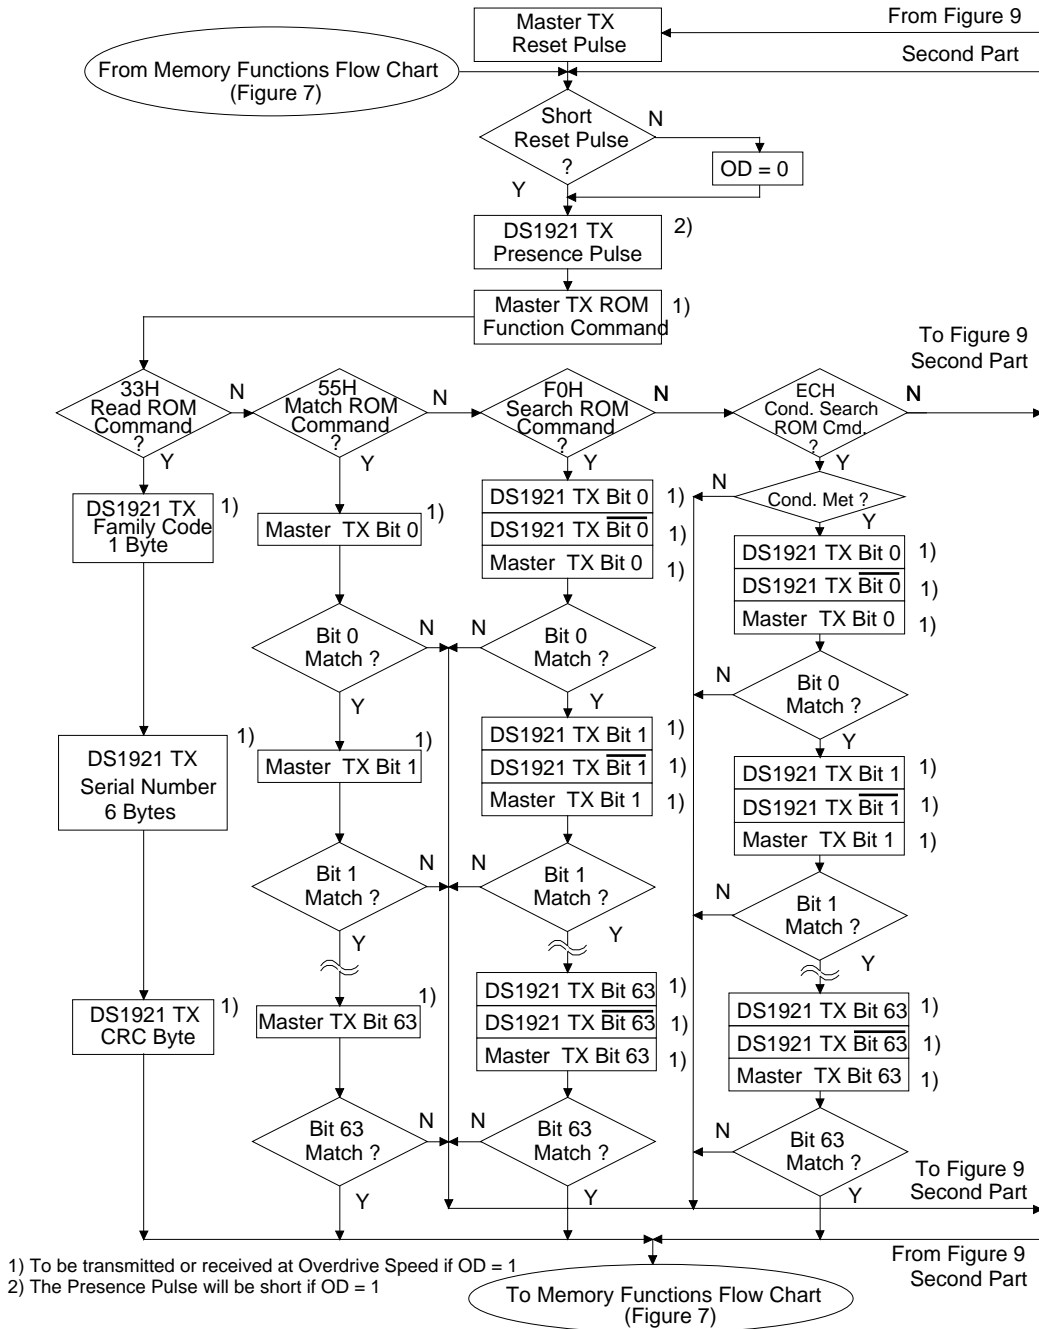 Master TX
Reset Pulse
From Figure 9
Second Part
From Memory Functions Flow Chart
(Figure 7)
Short
Reset Pulse
?
N
Y
OD = 0
DS1921 TX
Presence Pulse
2)
Master TX ROM
Function Command
1)
To Figure 9
Second Part
33H
Read ROM
Command
?
N
Y
55H
Match ROM
Command
?
N
Y
F0H
Search ROM
Command
?
N
Y
ECH
Cond. Search
ROM Cmd.
?
N
Y
DS1921 TX
Family Code
1 Byte
1)
DS1921 TX
Serial Number
6 Bytes
1)
DS1921 TX
CRC Byte
1)
Master TX Bit 0
1)
Bit 0
Match ?
N
Y
Master TX Bit 1
1)
Bit 1
Match ?
N
Y
Master TX Bit 63
1)
Bit 63
Match ?
N
Y
DS1921 TX Bit 0
1)
DS1921 TX Bit 0
1)
Master TX Bit 0
1)
N
Bit 0
Match ?
Y
DS1921 TX Bit 1
1)
DS1921 TX Bit 1
1)
Master TX Bit 1
1)
N
Bit 1
Match ?
Y
DS1921 TX Bit 63
1)
DS1921 TX Bit 63
1)
Master TX Bit 63
1)
N
Bit 63
Match ?
Y
N
Cond. Met ?
Y
DS1921 TX Bit 0
1)
DS1921 TX Bit 0
1)
Master TX Bit 0
1)
N
Bit 0
Match ?
Y
DS1921 TX Bit 1
1)
DS1921 TX Bit 1
1)
Master TX Bit 1
1)
N
Bit 1
Match ?
Y
DS1921 TX Bit 63
1)
DS1921 TX Bit 63
1)
Master TX Bit 63
1)
N
Bit 63
Match ?
Y
To Figure 9
Second Part
From Figure 9
Second Part
1) To be transmitted or received at Overdrive Speed if OD = 1
2) The Presence Pulse will be short if OD = 1
To Memory Functions Flow Chart
(Figure 7)